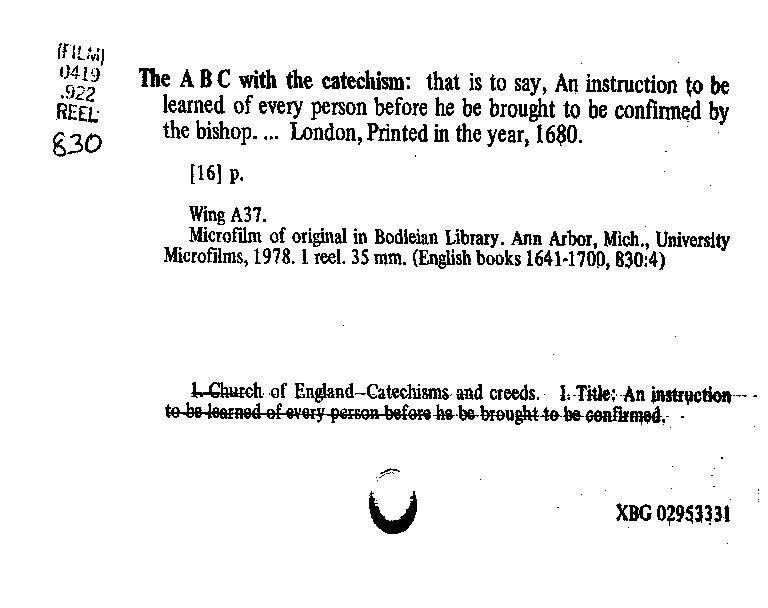 (FILM)
0419
.922
REEL
830
The A B C with the catechism: that is to say, An instruction to be
learned of every person before he be brought to be confirmed by
the bishop. ... London, Printed in the year, 1680.
[16] p.
Wing A37.
Microfilm of original in Bodleian Library. Ann Arbor, Mich., University
Microfilms, 1978. 1 reel. 35 mm. (English books 1641-1700, 830:4)
1. Church of England–Catechisms and creeds. I. Title: An instruction
to be learned of every person before he be brought to be confirmed.
XBG 02953331